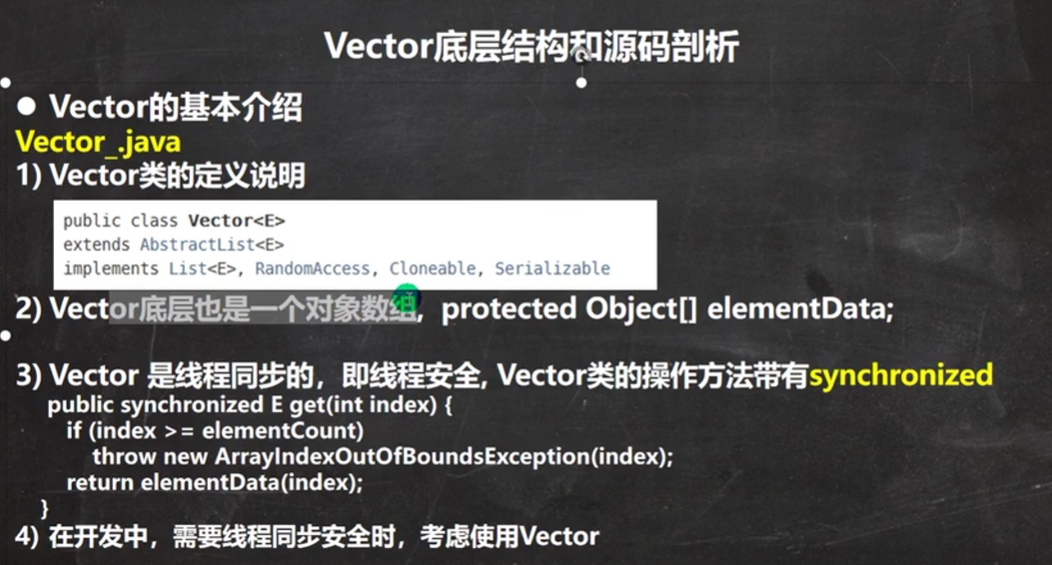 Vector底层结构和源码剖析
● Vector的基本介绍
Vector_.java
1) Vector类的定义说明
public class Vector<E>
extends AbstractList<E>
implements List<E>, RandomAccess, Cloneable, Serializable
2) Vector底层也是一个对象数组，protected Object[] elementData;
3) Vector 是线程同步的，即线程安全, Vector类的操作方法带有synchronized
public synchronized E get(int index) {
if (index >= elementCount)
throw new ArrayIndexOutOfBoundsException(index);
return elementData(index);
}
4) 在开发中，需要线程同步安全时，考虑使用Vector